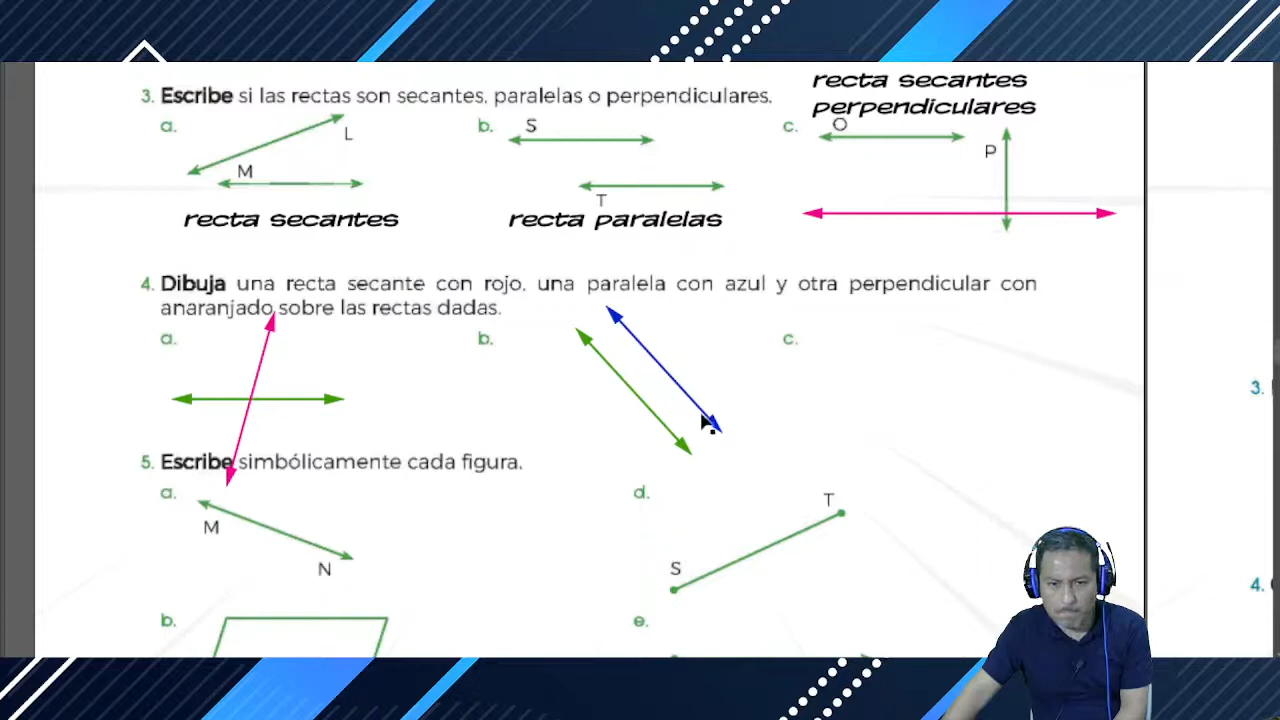 recta secantes
perpendiculares
3. Escribe si las rectas son secantes, paralelas o perpendiculares.
a. L M
b. S T
c. O P
recta secantes
recta paralelas
4. Dibuja una recta secante con rojo, una paralela con azul y otra perpendicular con
anaranjado sobre las rectas dadas.
a. b. c.
3.
5. Escribe simbólicamente cada figura.
a. M N
d. S T
4.
b. e.